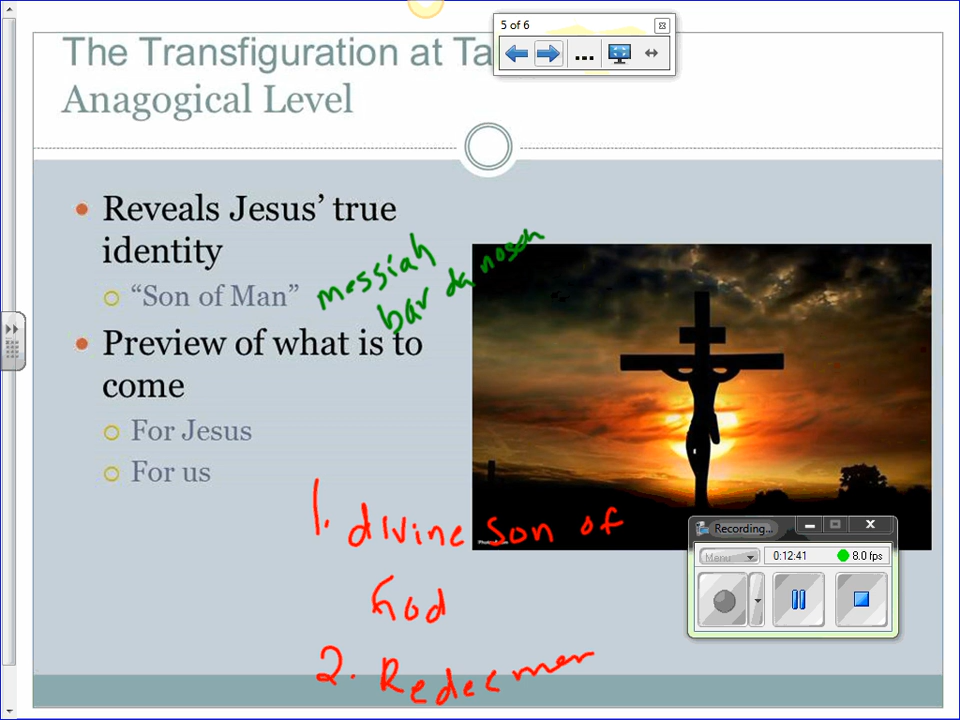 5 of 6
The Transfiguration at Ta
Anagogical Level
Reveals Jesus' true
identity
"Son of Man"
messiah
bar da nosch
Preview of what is to
come
For Jesus
For us
1. divine son of
God
2. Redeemer
Recording...
Menu
0:12:41
8.0 fps